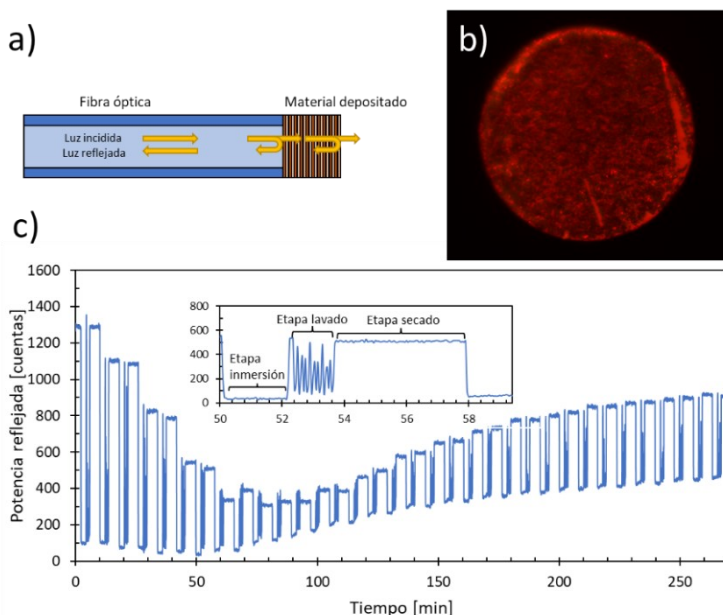 a)
Fibra óptica
Material depositado
Luz incidida
Luz reflejada
b)
c)
Potencia reflejada [cuentas]
1600
1400
1200
1000
800
600
400
200
0
0
50
100
150
200
250
Tiempo [min]
800
600
400
200
0
50
52
54
56
58
Etapa inmersión
Etapa lavado
Etapa secado